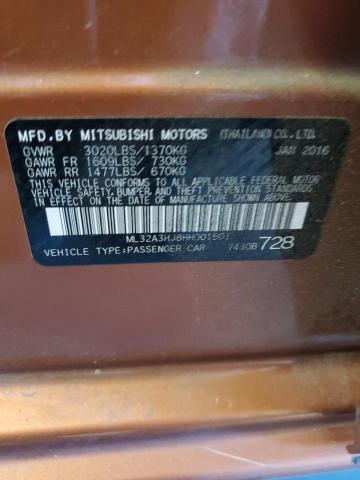 MFD.BY MITSUBISHI MOTORS (THAILAND) CO.,LTD.
GVWR 3020LBS/1370KG JAN 2016
GAWR FR 1609LBS/ 730KG
GAWR RR 1477LBS/ 670KG
THIS VEHICLE CONFORMS TO ALL APPLICABLE FEDERAL MOTOR
VEHICLE SAFETY, BUMPER, AND THEFT PREVENTION STANDARDS
IN EFFECT ON THE DATE OF MANUFACTURE SHOWN ABOVE.
ML32A3HJ8HH001501
VEHICLE TYPE:PASSENGER CAR 7430B 728